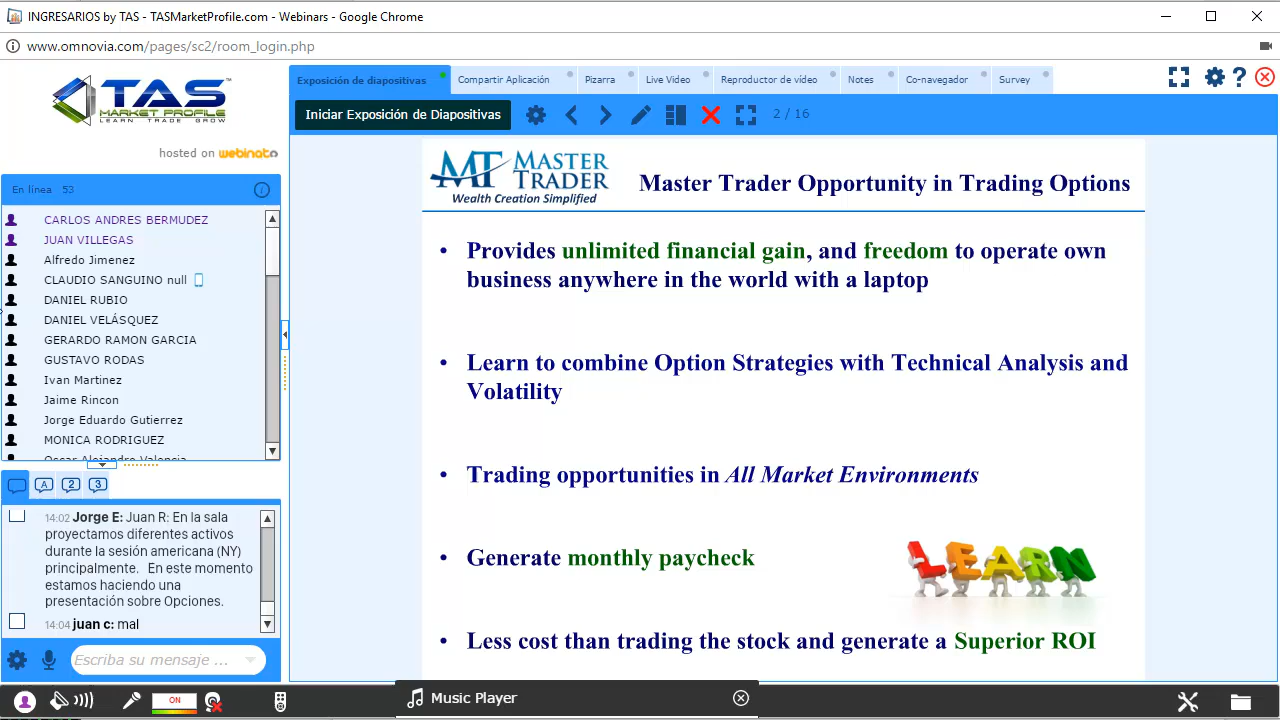 INGRESARIOS by TAS - TASMarketProfile.com - Webinars - Google Chrome
www.omnovia.com/pages/sc2/room_login.php
TAS™
MARKET PROFILE
LEARN TRADE GROW
hosted on webinato
Exposición de diapositivas
Compartir Aplicación
Pizarra
Live Video
Reproductor de vídeo
Notes
Co-navegador
Survey
Iniciar Exposición de Diapositivas
2 / 16
En línea 53
CARLOS ANDRES BERMUDEZ
JUAN VILLEGAS
Alfredo Jimenez
CLAUDIO SANGUINO null
DANIEL RUBIO
DANIEL VELÁSQUEZ
GERARDO RAMON GARCIA
GUSTAVO RODAS
Ivan Martinez
Jaime Rincon
Jorge Eduardo Gutierrez
MONICA RODRIGUEZ
Oscar Alejandro Valencia
A
2
3
14:02 Jorge E: Juan R: En la sala
proyectamos diferentes activos
durante la sesión americana (NY)
principalmente. En este momento
estamos haciendo una
presentación sobre Opciones.
14:04 juan c: mal
Escriba su mensaje ...
MT MASTER
TRADER
Wealth Creation Simplified
Master Trader Opportunity in Trading Options
• Provides unlimited financial gain, and freedom to operate own
business anywhere in the world with a laptop
• Learn to combine Option Strategies with Technical Analysis and
Volatility
• Trading opportunities in All Market Environments
• Generate monthly paycheck
LEARN
• Less cost than trading the stock and generate a Superior ROI
ON
Music Player